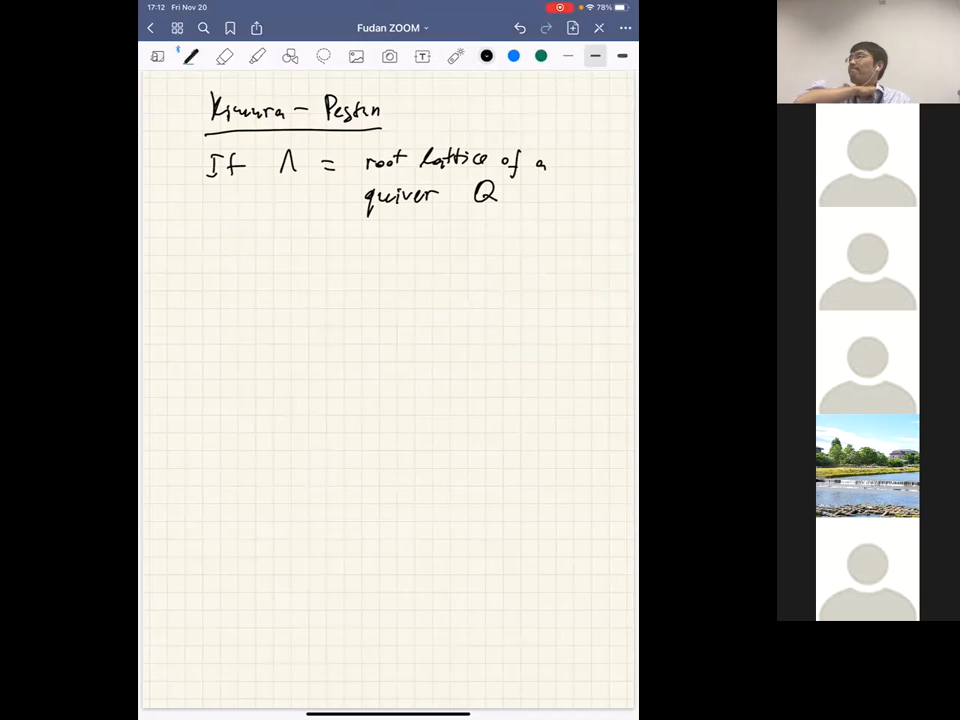 17:12 Fri Nov 20
78%
Fudan ZOOM
Kimura - Pestun
If Λ = root lattice of a
quiver Q